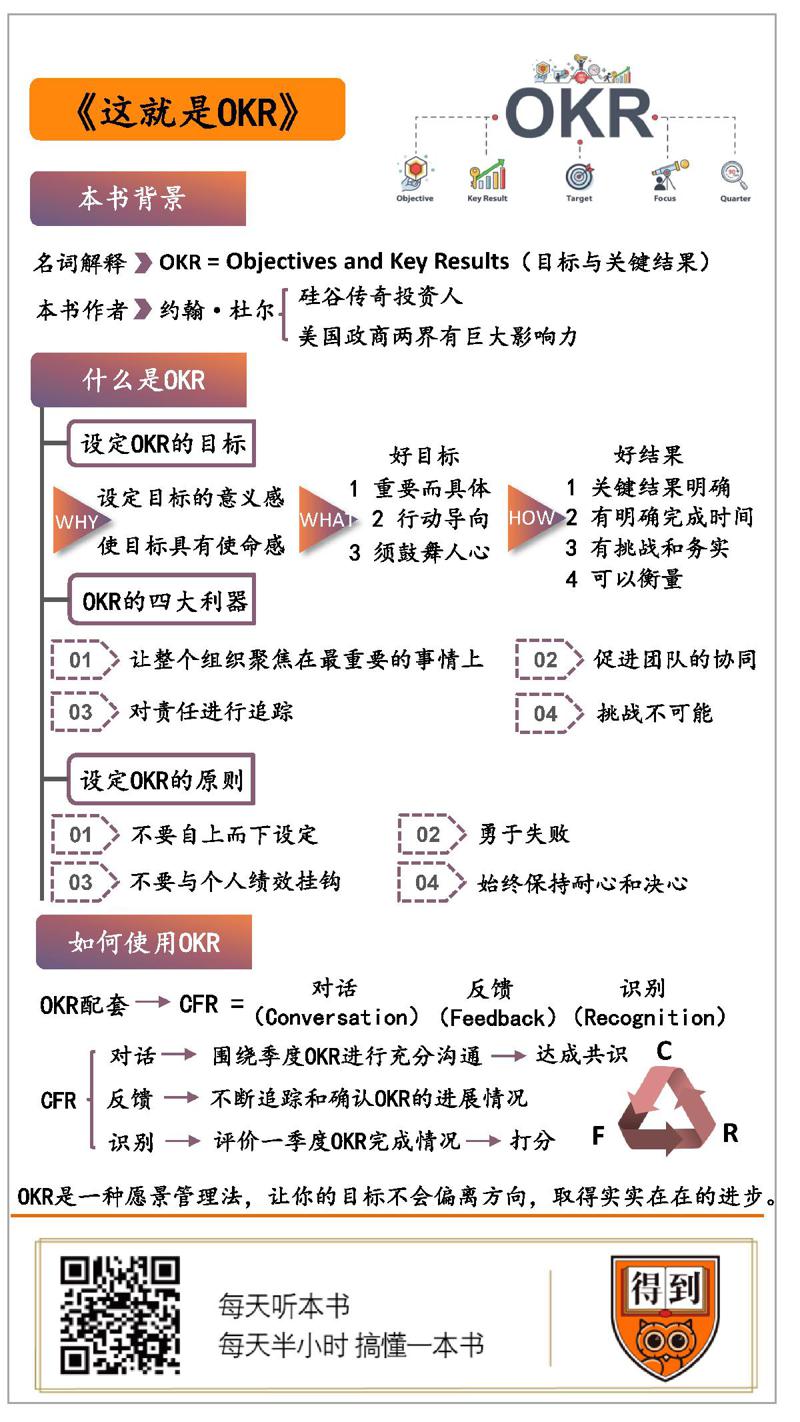 《这就是OKR》
OKR
Objective
Key Result
Target
Focus
Quarter
本书背景
名词解释 OKR = Objectives and Key Results（目标与关键结果）
本书作者 约翰·杜尔
硅谷传奇投资人
美国政商两界有巨大影响力
什么是OKR
设定OKR的目标
WHY
设定目标的意义感
使目标具有使命感
WHAT
好目标
1 重要而具体
2 行动导向
3 须鼓舞人心
HOW
好结果
1 关键结果明确
2 有明确完成时间
3 有挑战和务实
4 可以衡量
OKR的四大利器
01 让整个组织聚焦在最重要的事情上
02 促进团队的协同
03 对责任进行追踪
04 挑战不可能
设定OKR的原则
01 不要自上而下设定
02 勇于失败
03 不要与个人绩效挂钩
04 始终保持耐心和决心
如何使用OKR
OKR配套 → CFR = 对话 反馈 识别
（Conversation）（Feedback）（Recognition）
CFR
对话 → 围绕季度OKR进行充分沟通 → 达成共识
反馈 → 不断追踪和确认OKR的进展情况
识别 → 评价一季度OKR完成情况 → 打分
C
F
R
OKR是一种愿景管理法，让你的目标不会偏离方向，取得实实在在的进步。
每天听本书
每天半小时 搞懂一本书
得到